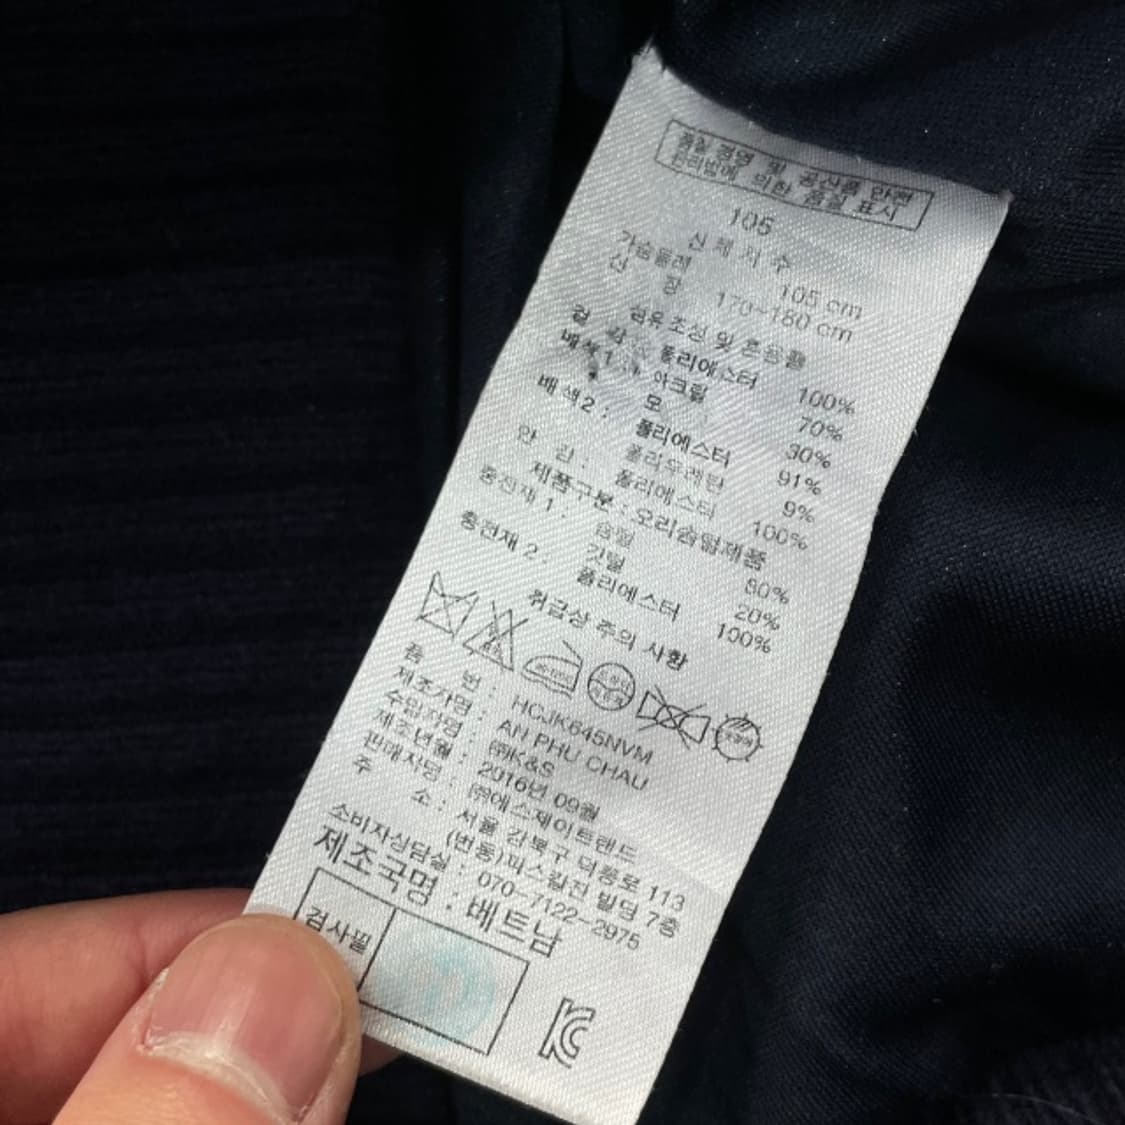 품질 경영 및 공산품 안전
관리법에 의한 품질 표시
105
신체치수
가슴둘레 105 cm
신 장 170~180 cm
섬유 조성 및 혼용률
겉 감 : 폴리에스터 100%
배색1 : 아크릴 70%
모 30%
배색2 : 폴리에스터 91%
폴리우레탄 9%
안 감 : 폴리에스터 100%
제품구분 : 오리솜털제품
충전재 1 : 솜털 80%
깃털 20%
충전재 2 : 폴리에스터 100%
취급상 주의 사항
품 번 : HCJK645NVM
제조자명 : AN PHU CHAU
수입자명 : ㈜K&S
제조년월 : 2016년 09월
판매자명 : ㈜에스제이트랜드
주 소 : 서울 강북구 덕릉로 113
(번동)피스킬진 빌딩 7층
소비자상담실 : 070-7122-2975
제조국명 : 베트남
검사필
KC